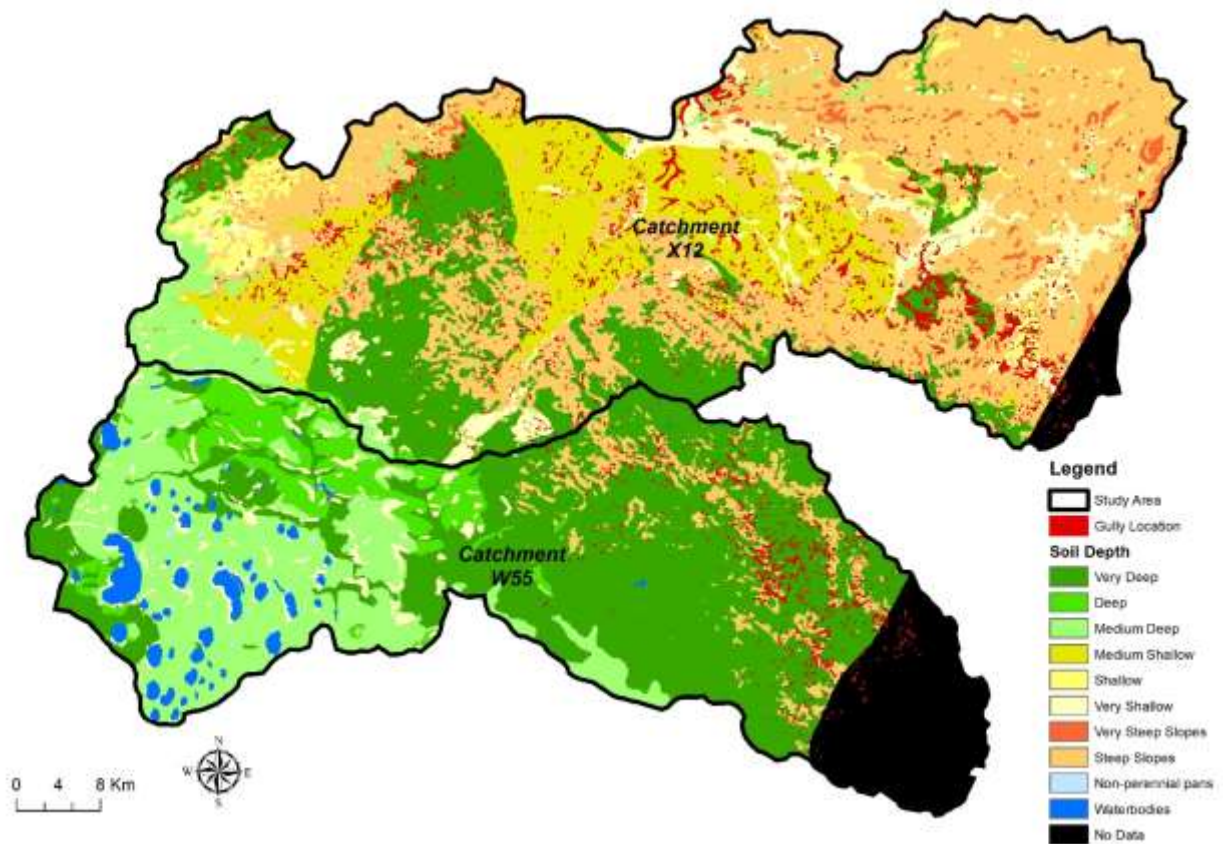 Catchment
X12
Catchment
W55
Legend
Study Area
Gully Location
Soil Depth
Very Deep
Deep
Medium Deep
Medium Shallow
Shallow
Very Shallow
Very Steep Slopes
Steep Slopes
Non-perennial pans
Waterbodies
No Data
N
W E
S
0 4 8 Km